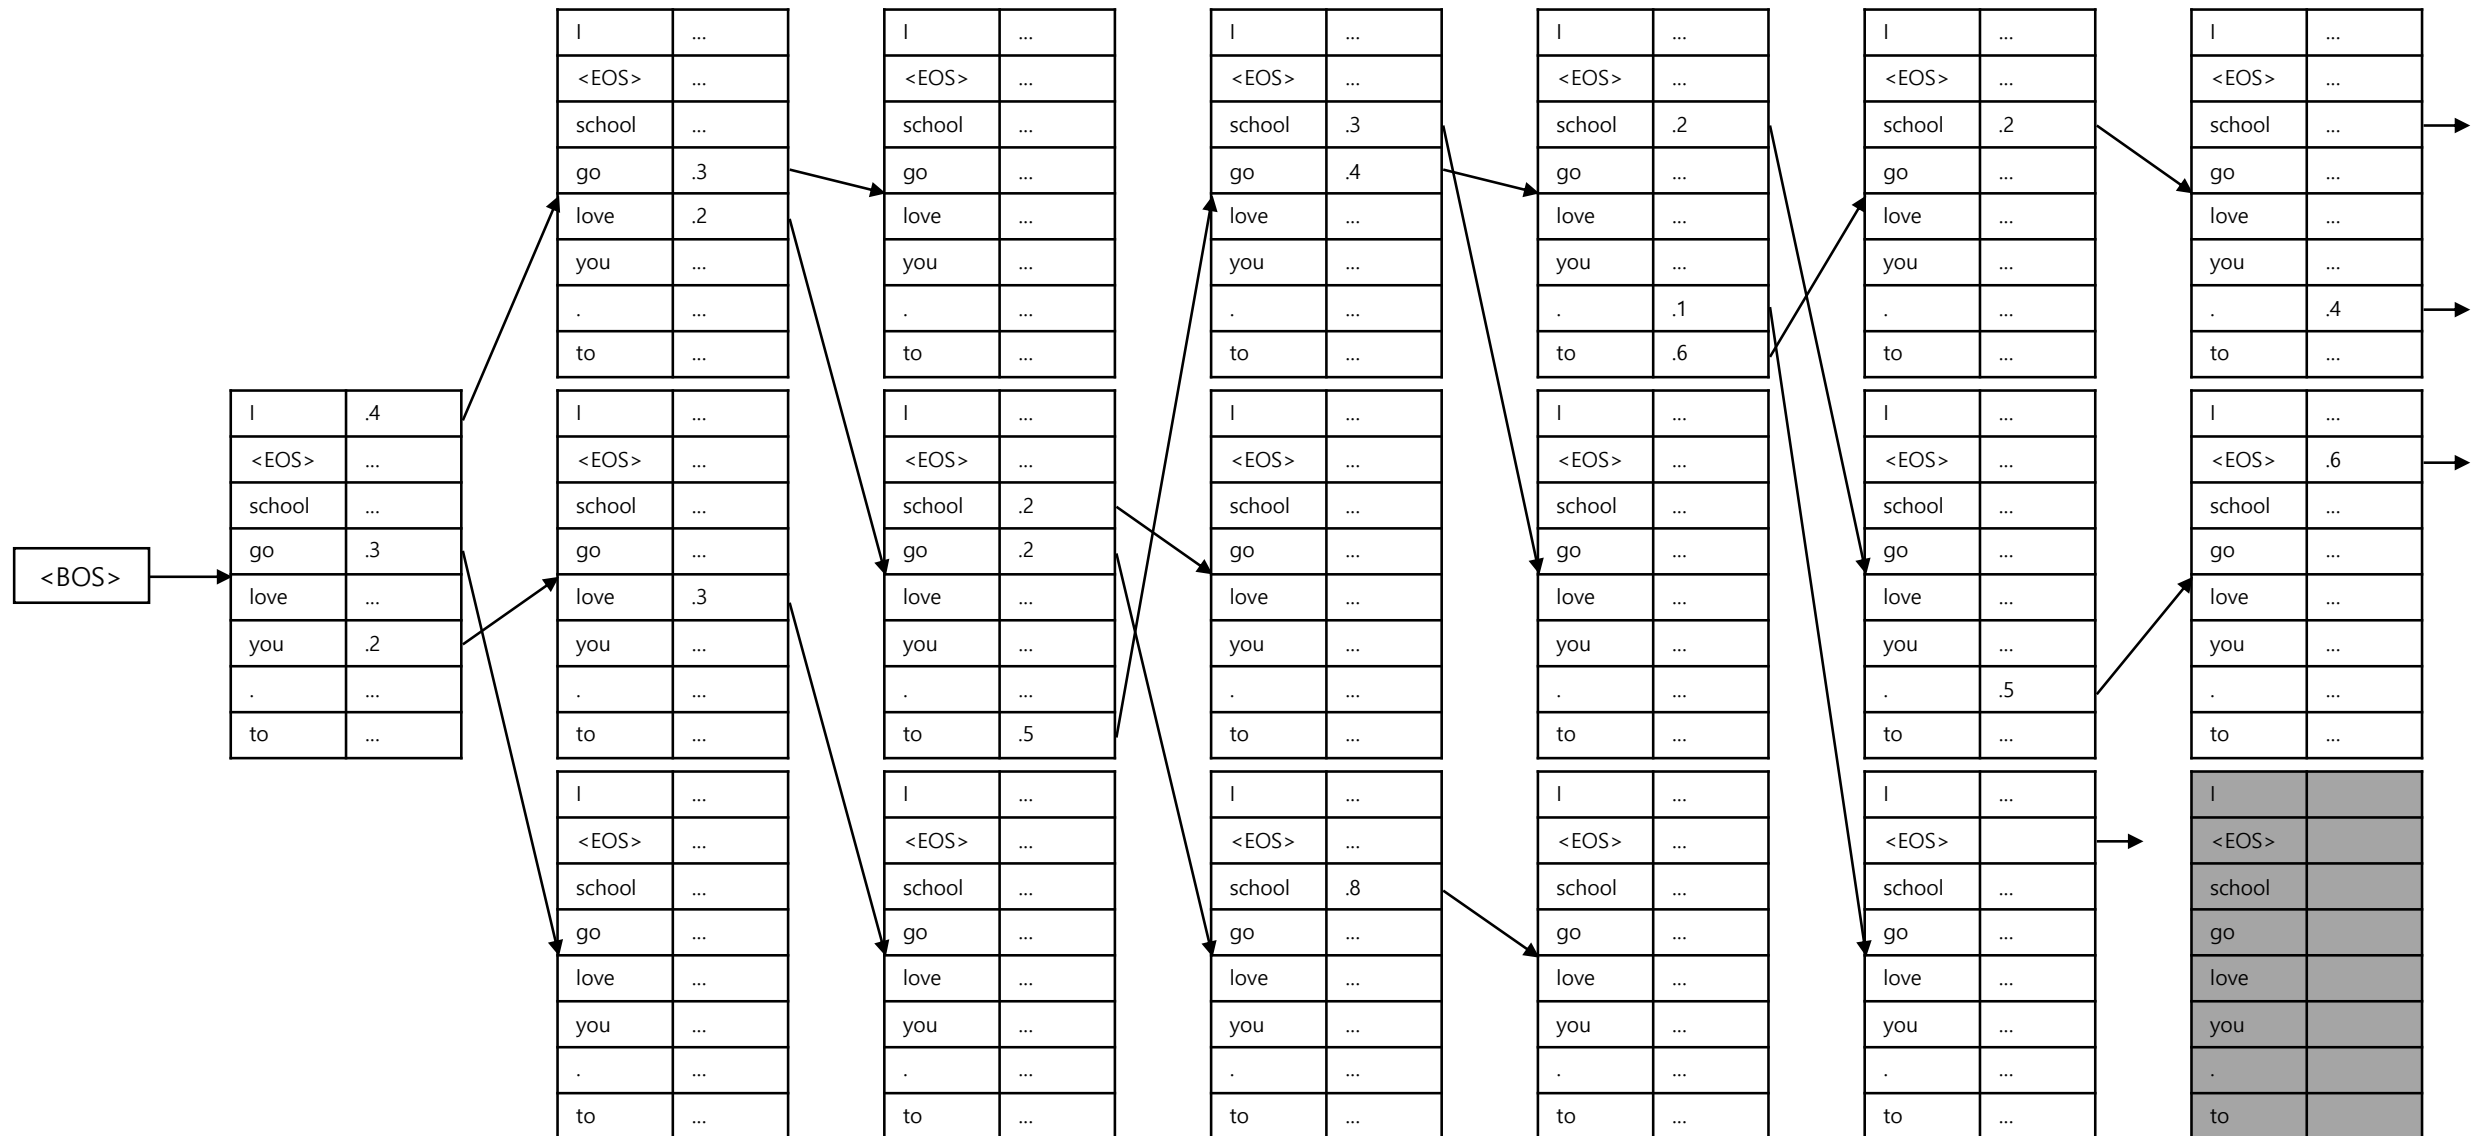 <BOS>
I .4
<EOS> ...
school ...
go .3
love ...
you .2
. ...
to ...
I ...
<EOS> ...
school ...
go .3
love .2
you ...
. ...
to ...
I ...
<EOS> ...
school ...
go ...
love .3
you ...
. ...
to ...
I ...
<EOS> ...
school ...
go ...
love ...
you ...
. ...
to ...
I ...
<EOS> ...
school ...
go ...
love ...
you ...
. ...
to ...
I ...
<EOS> ...
school .2
go .2
love ...
you ...
. ...
to .5
I ...
<EOS> ...
school ...
go ...
love ...
you ...
. ...
to ...
I ...
<EOS> ...
school .3
go .4
love ...
you ...
. ...
to ...
I ...
<EOS> ...
school ...
go ...
love ...
you ...
. ...
to ...
I ...
<EOS> ...
school .8
go ...
love ...
you ...
. ...
to ...
I ...
<EOS> ...
school .2
go ...
love ...
you ...
. .1
to .6
I ...
<EOS> ...
school ...
go ...
love ...
you ...
. ...
to ...
I ...
<EOS> ...
school ...
go ...
love ...
you ...
. ...
to ...
I ...
<EOS> ...
school .2
go ...
love ...
you ...
. ...
to ...
I ...
<EOS> ...
school ...
go ...
love ...
you ...
. .5
to ...
I ...
<EOS>
school ...
go ...
love ...
you ...
. ...
to ...
I ...
<EOS> ...
school ...
go ...
love ...
you ...
. .4
to ...
I ...
<EOS> .6
school ...
go ...
love ...
you ...
. ...
to ...
I
<EOS>
school
go
love
you
.
to